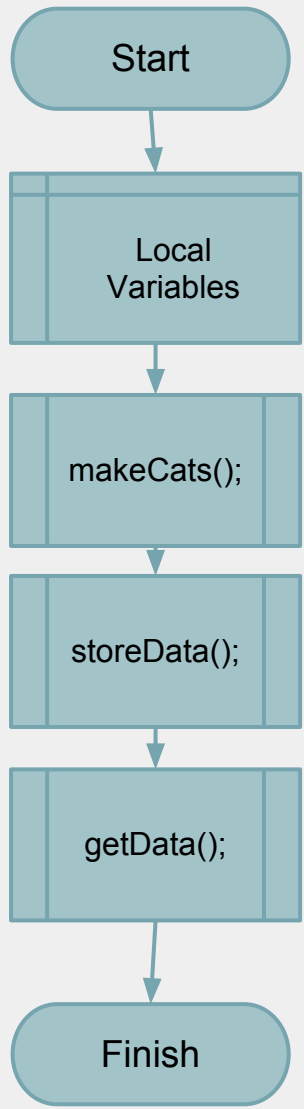 Start
Local
Variables
makeCats();
storeData();
getData();
Finish